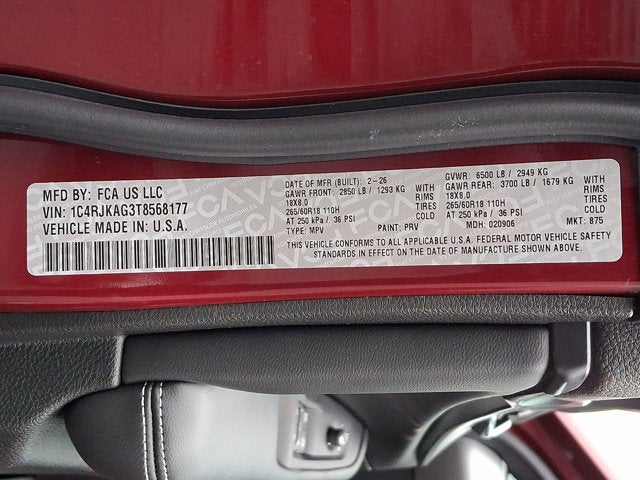 MFD BY: FCA US LLC
VIN: 1C4RJKAG3T8568177
VEHICLE MADE IN: U.S.A.
DATE OF MFR (BUILT): 2-26
GAWR FRONT: 2850 LB / 1293 KG WITH
18X8.0 RIMS
265/60R18 110H TIRES
AT 250 kPa / 36 PSI RIMS
TYPE: MPV PAINT: PRV
GVWR: 6500 LB / 2949 KG
GAWR REAR: 3700 LB / 1679 KG WITH
18X8.0 TIRES
265/60R18 110H
AT 250 kPa / 36 PSI
MDH: 020906 MKT: 875
THIS VEHICLE CONFORMS TO ALL APPLICABLE U.S.A. FEDERAL MOTOR VEHICLE SAFETY
STANDARDS IN EFFECT ON THE DATE OF MANUFACTURE SHOWN ABOVE.